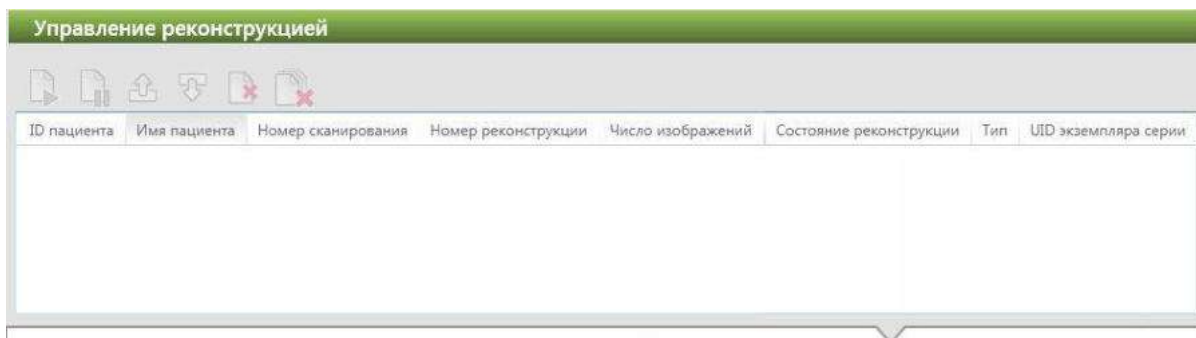 Управление реконструкцией
ID пациента Имя пациента Номер сканирования Номер реконструкции Число изображений Состояние реконструкции Тип UID экземпляра серии